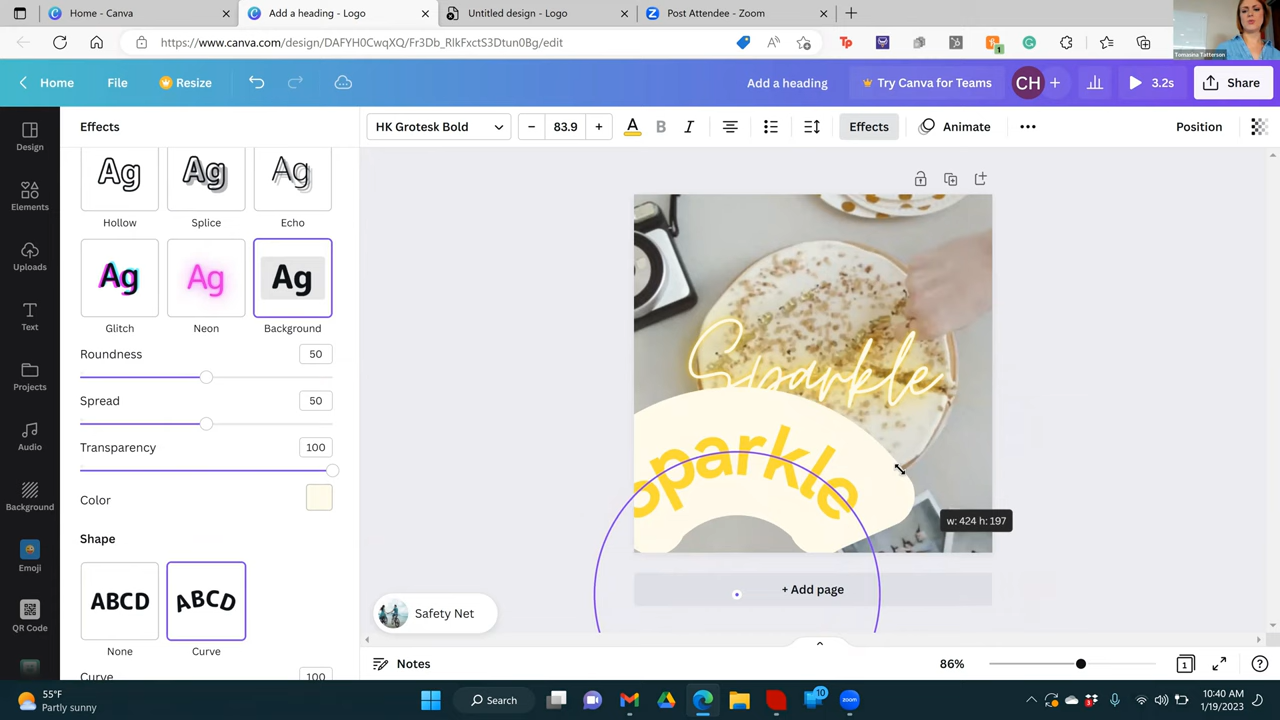 Home - Canva
Add a heading - Logo
Untitled design - Logo
Post Attendee - Zoom
https://www.canva.com/design/DAFYH0CwqXQ/Fr3Db_RlkFxctS3Dtun0Bg/edit
Tomasina Tatterson
Home
File
Resize
Add a heading
Try Canva for Teams
CH
3.2s
Share
Design
Elements
Uploads
Text
Projects
Audio
Background
Emoji
QR Code
Effects
HK Grotesk Bold
83.9
A
B
I
Effects
Animate
Position
Ag
Ag
Ag
Hollow
Splice
Echo
Ag
Ag
Ag
Glitch
Neon
Background
Roundness
50
Spread
50
Transparency
100
Color
Shape
ABCD
ABCD
None
Curve
Curve
100
Sparkle
Sparkle
w: 424 h: 197
+ Add page
Safety Net
Notes
86%
1
55°F
Partly sunny
Search
10
10:40 AM
1/19/2023